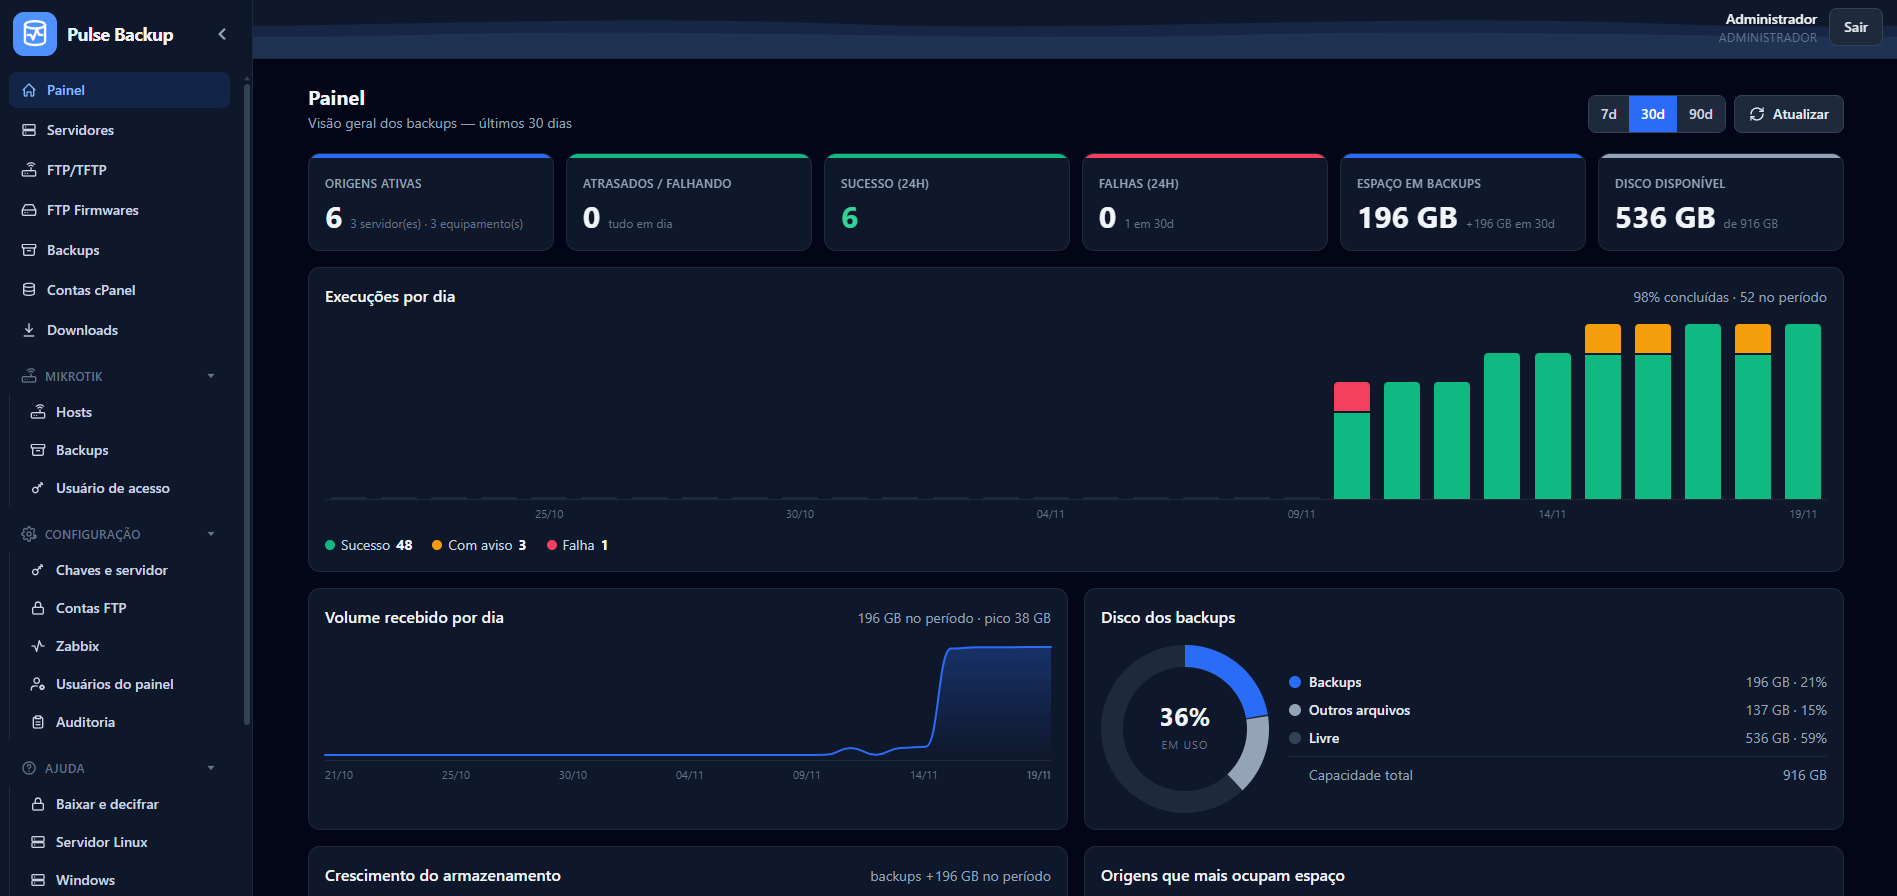 Pulse Backup
Painel
Servidores
FTP/TFTP
FTP Firmwares
Backups
Contas cPanel
Downloads
MIKROTIK
Hosts
Backups
Usuário de acesso
CONFIGURAÇÃO
Chaves e servidor
Contas FTP
Zabbix
Usuários do painel
Auditoria
AJUDA
Baixar e decifrar
Servidor Linux
Windows
Administrador
ADMINISTRADOR
Sair
Painel
Visão geral dos backups — últimos 30 dias
7d 30d 90d Atualizar
ORIGENS ATIVAS
6 3 servidor(es) · 3 equipamento(s)
ATRASADOS / FALHANDO
0 tudo em dia
SUCESSO (24H)
6
FALHAS (24H)
0 1 em 30d
ESPAÇO EM BACKUPS
196 GB +196 GB em 30d
DISCO DISPONÍVEL
536 GB de 916 GB
Execuções por dia
98% concluídas · 52 no período
25/10 30/10 04/11 09/11 14/11 19/11
Sucesso 48 Com aviso 3 Falha 1
Volume recebido por dia
196 GB no período · pico 38 GB
21/10 25/10 30/10 04/11 09/11 14/11 19/11
Disco dos backups
36%
EM USO
Backups 196 GB · 21%
Outros arquivos 137 GB · 15%
Livre 536 GB · 59%
Capacidade total 916 GB
Crescimento do armazenamento
backups +196 GB no período
Origens que mais ocupam espaço